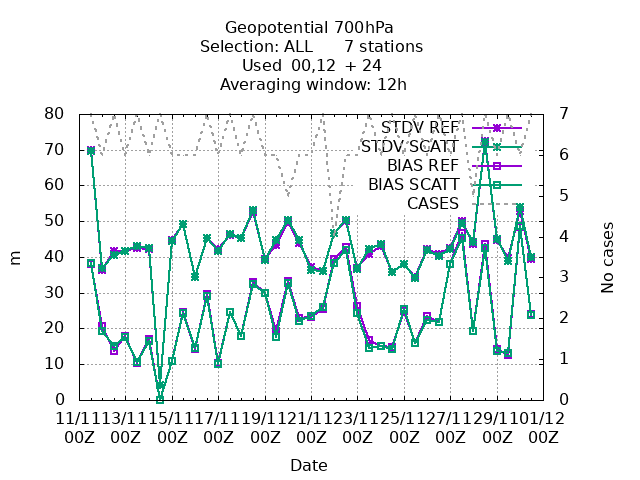 Geopotential 700hPa
Selection: ALL 7 stations
Used 00,12 + 24
Averaging window: 12h
80 7
70 6
60 5
50 4
40 3
30 2
20 1
10 0
0
m
No cases
STDV REF
STDV SCATT
BIAS REF
BIAS SCATT
CASES
11/11 13/11 15/11 17/11 19/11 21/11 23/11 25/11 27/11 29/11 01/12
00Z 00Z 00Z 00Z 00Z 00Z 00Z 00Z 00Z 00Z 00Z
Date